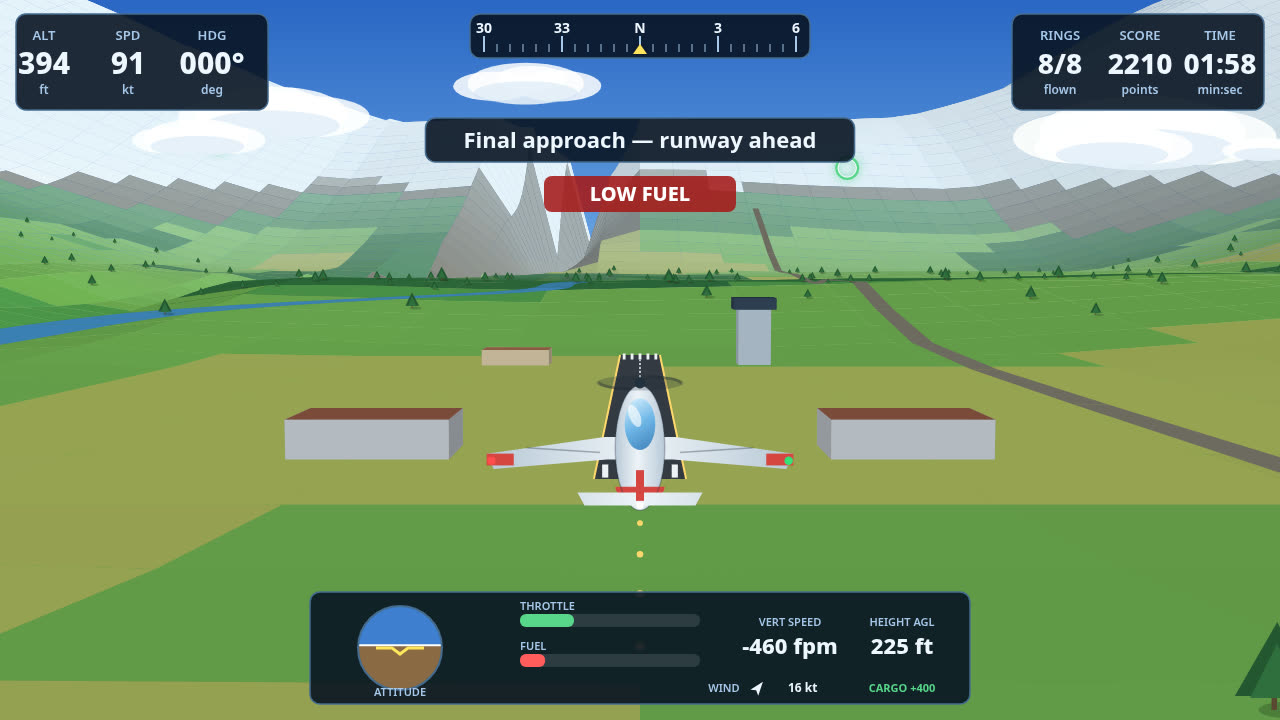 ALT SPD HDG
394 91 000°
ft kt deg
30 33 N 3 6
RINGS SCORE TIME
8/8 2210 01:58
flown points min:sec
Final approach — runway ahead
LOW FUEL
THROTTLE
FUEL
ATTITUDE
VERT SPEED HEIGHT AGL
-460 fpm 225 ft
WIND 16 kt CARGO +400